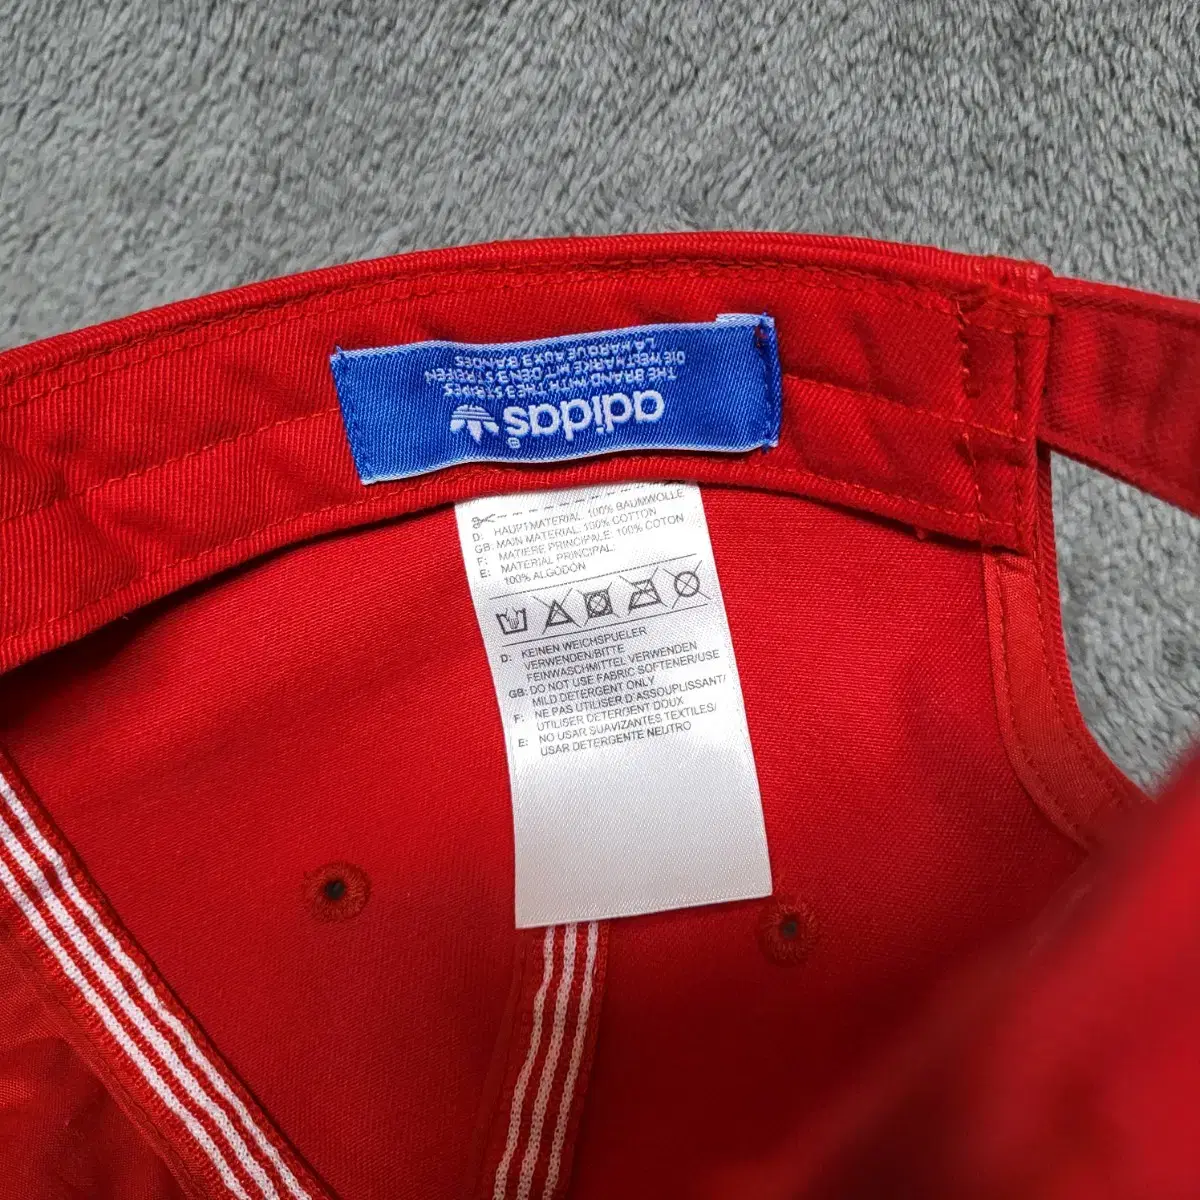 adidas®
THE BRAND WITH THE 3 STRIPES
DIE WELTMARKE MIT DEN 3 STREIFEN
LA MARQUE AUX 3 BANDES
D: HAUPTMATERIAL: 100% BAUMWOLLE
GB: MAIN MATERIAL: 100% COTTON
F: MATIERE PRINCIPALE: 100% COTON
E: MATERIAL PRINCIPAL:
100% ALGODÓN
D: KEINEN WEICHSPUELER
VERWENDEN/BITTE
FEINWASCHMITTEL VERWENDEN
GB: DO NOT USE FABRIC SOFTENER/USE
MILD DETERGENT ONLY
F: NE PAS UTILISER D'ASSOUPLISSANT/
UTILISER DETERGENT DOUX
E: NO USAR SUAVIZANTES TEXTILES/
USAR DETERGENTE NEUTRO